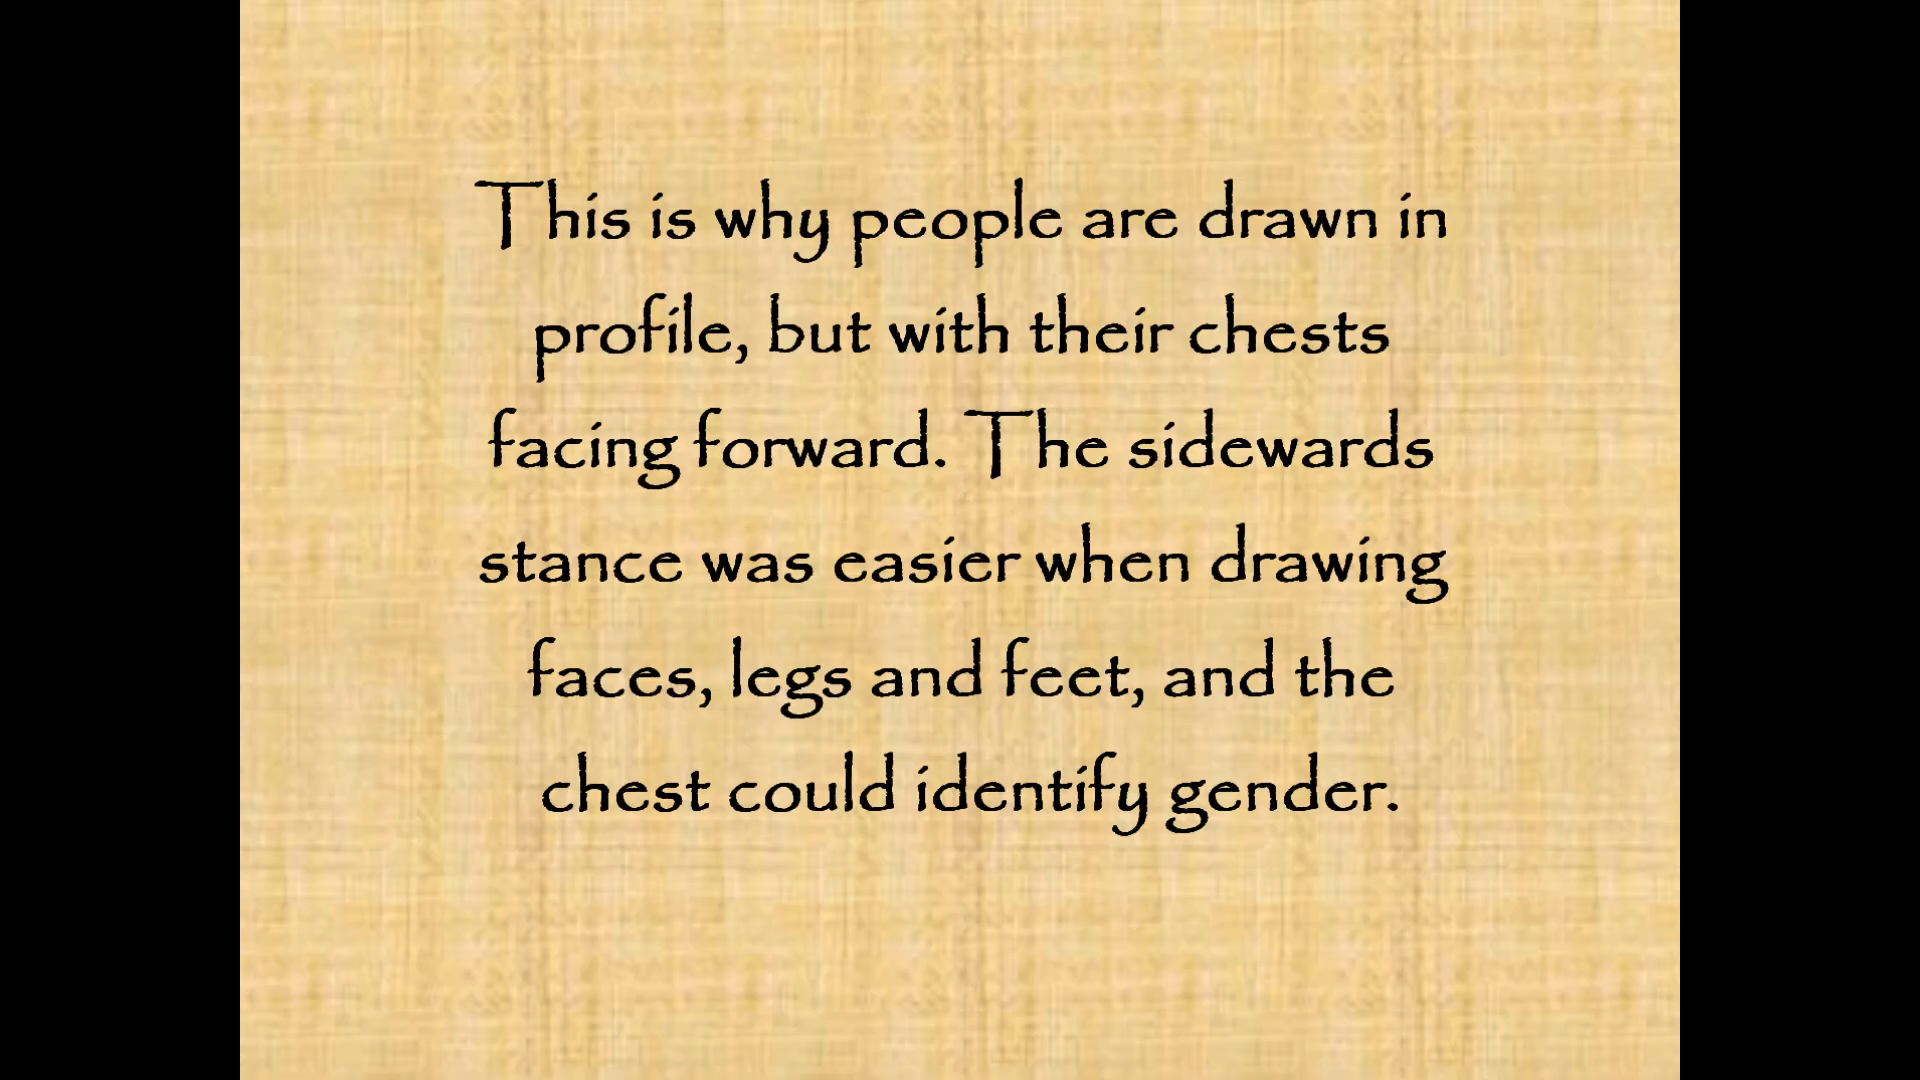 This is why people are drawn in
profile, but with their chests
facing forward. The sidewards
stance was easier when drawing
faces, legs and feet, and the
chest could identify gender.